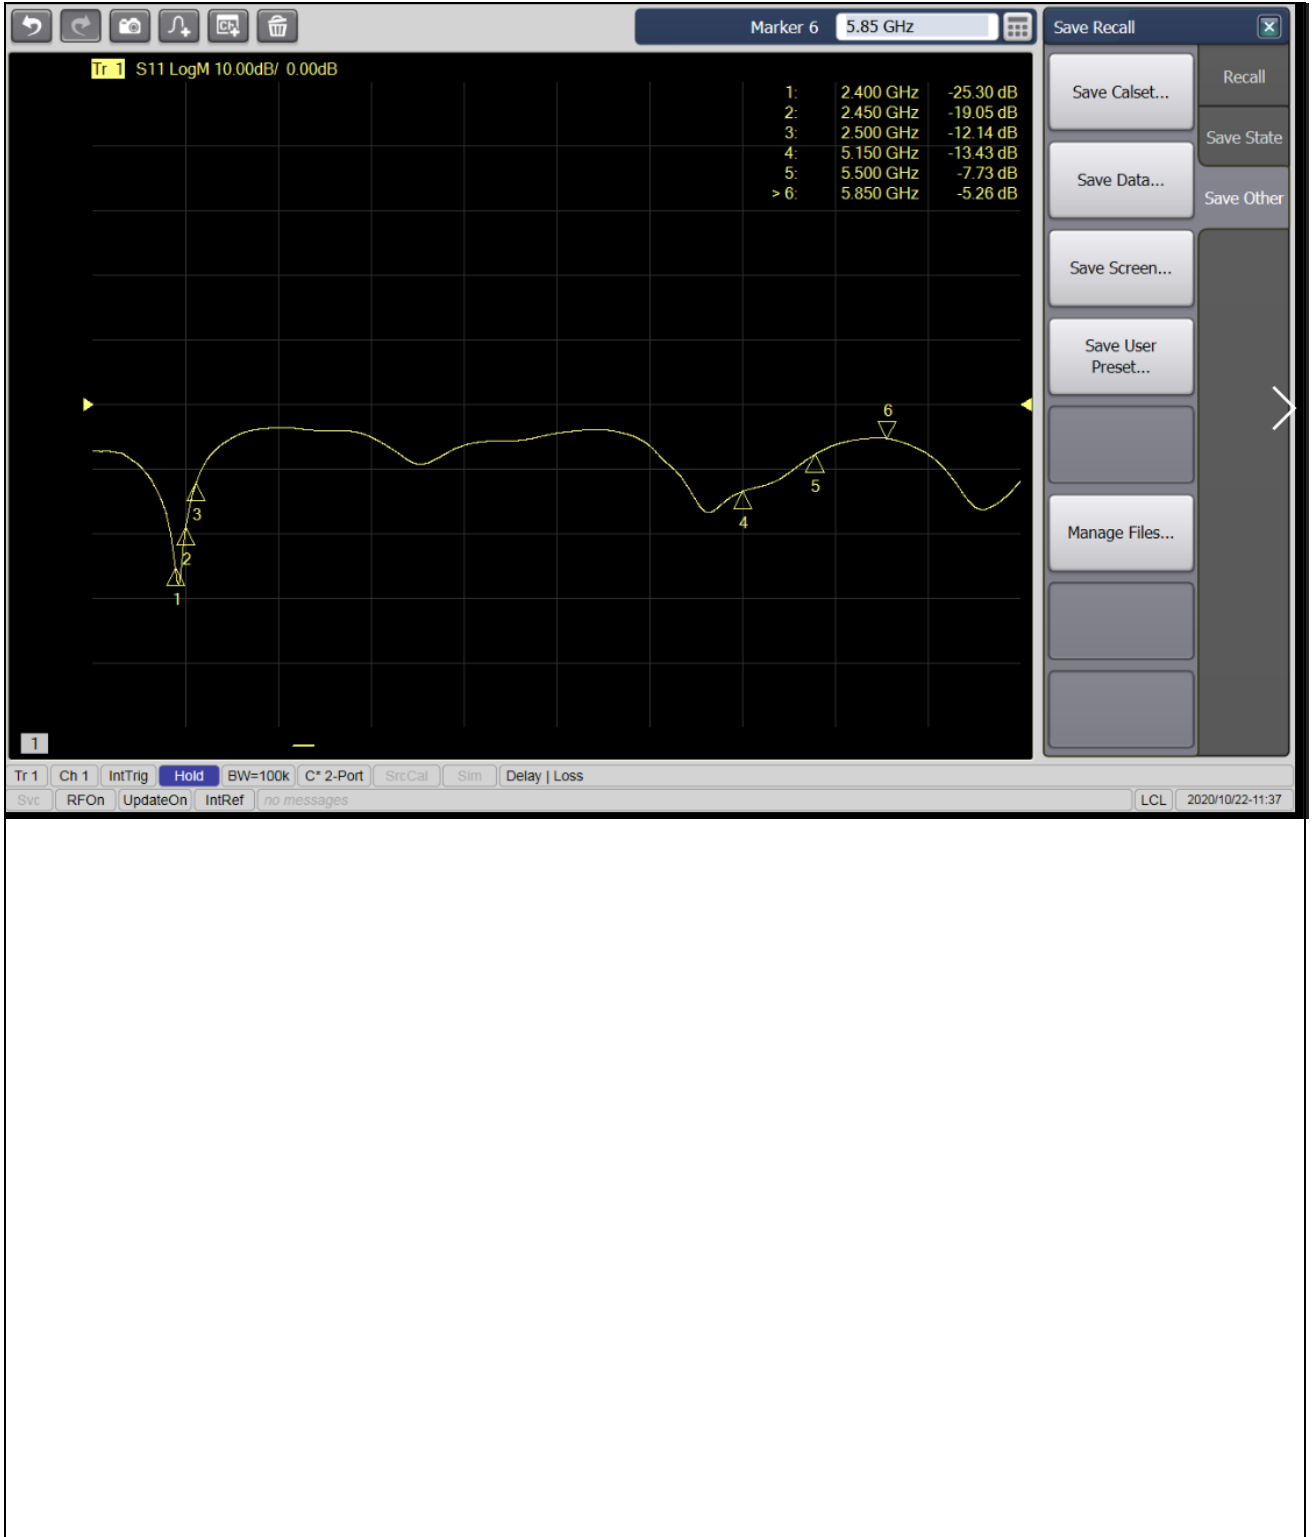 Marker 6 5.85 GHz
Save Recall
Tr 1 S11 LogM 10.00dB/ 0.00dB
1: 2.400 GHz -25.30 dB
2: 2.450 GHz -19.05 dB
3: 2.500 GHz -12.14 dB
4: 5.150 GHz -13.43 dB
5: 5.500 GHz -7.73 dB
> 6: 5.850 GHz -5.26 dB
Save Calset...
Save Data...
Save Screen...
Save User
Preset...
Manage Files...
Recall
Save State
Save Other
6
5
4
3
2
1
1
Tr 1 Ch 1 IntTrig Hold BW=100k C* 2-Port SrcCal Sim Delay | Loss
Svc RFOn UpdateOn IntRef no messages LCL 2020/10/22-11:37